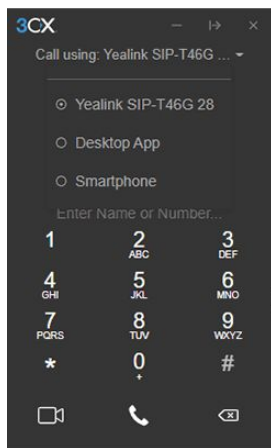 3CX
Call using: Yealink SIP-T46G ...
Yealink SIP-T46G 28
Desktop App
Smartphone
Enter Name or Number...
1 2 3
ABC DEF
4 5 6
GHI JKL MNO
7 8 9
PQRS TUV WXYZ
* 0 #
+